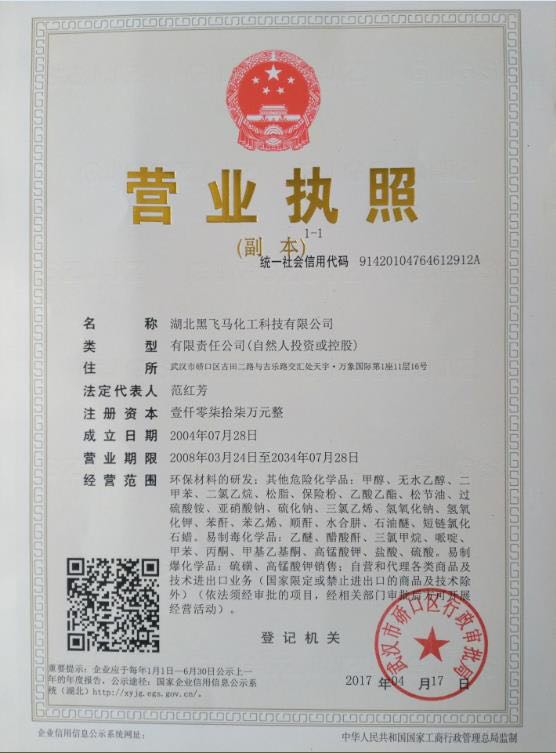 营业执照
(副本)
1-1
统一社会信用代码 91420104764612912A
名称 湖北黑飞马化工科技有限公司
类型 有限责任公司(自然人投资或控股)
住所 武汉市硚口区古田二路与古乐路交汇处天宇·万象国际第1座11层16号
法定代表人 范红芳
注册资本 壹仟零柒拾柒万元整
成立日期 2004年07月28日
营业期限 2008年03月24日至2034年07月28日
经营范围 环保材料的研发;其他危险化学品:甲醇、无水乙醇、二
甲苯、二氯乙烷、松脂、保险粉、乙酸乙酯、松节油、过
硫酸铵、亚硝酸钠、硫化钠、三氯乙烯、氢氧化钠、氢氧
化钾、苯酐、苯乙烯、顺酐、水合肼、石油醚、短链氯化
石蜡。易制毒化学品:乙醚、醋酸酐、三氯甲烷、哌啶、
甲苯、丙酮、甲基乙基酮、高锰酸钾、盐酸、硫酸。易制
爆化学品:硫磺、高锰酸钾销售;自营和代理各类商品及
技术进出口业务(国家限定或禁止进出口的商品及技术除
外)(依法须经审批的项目,经相关部门审批后方可开展
经营活动)。
登记机关
武汉市硚口区行政审批局
2017年04月17日
重要提示:企业应于每年1月1日—6月30日公示上一
年的年度报告,公示途径:国家企业信用信息公示系
统(湖北)http://xyjg.egs.gov.cn/。
企业信用信息公示系统网址:
中华人民共和国国家工商行政管理总局监制